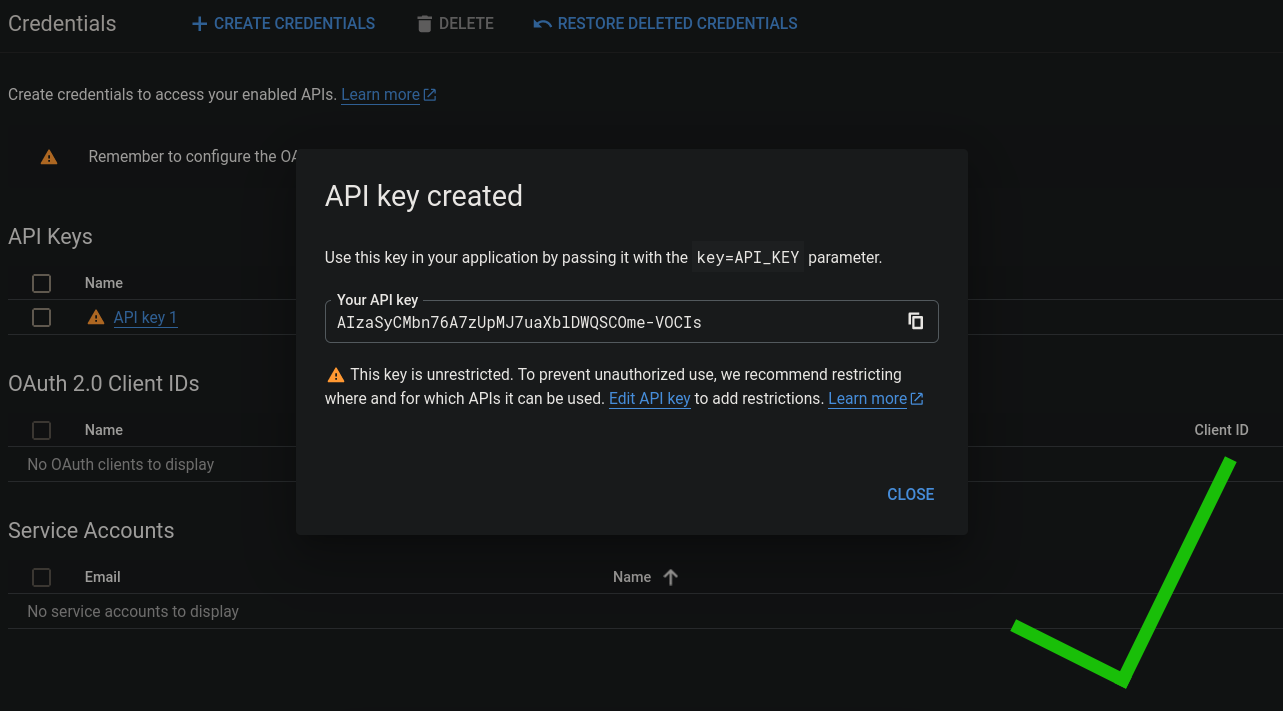 Credentials
CREATE CREDENTIALS
DELETE
RESTORE DELETED CREDENTIALS
Create credentials to access your enabled APIs. Learn more
Remember to configure the OA
API key created
Use this key in your application by passing it with the key=API_KEY parameter.
Your API key
AIzaSyCMbn76A7zUpMJ7uaXblDWQSCOme-VOCIs
This key is unrestricted. To prevent unauthorized use, we recommend restricting
where and for which APIs it can be used. Edit API key to add restrictions. Learn more
CLOSE
API Keys
Name
API key 1
OAuth 2.0 Client IDs
Name
Client ID
No OAuth clients to display
Service Accounts
Email
Name
No service accounts to display